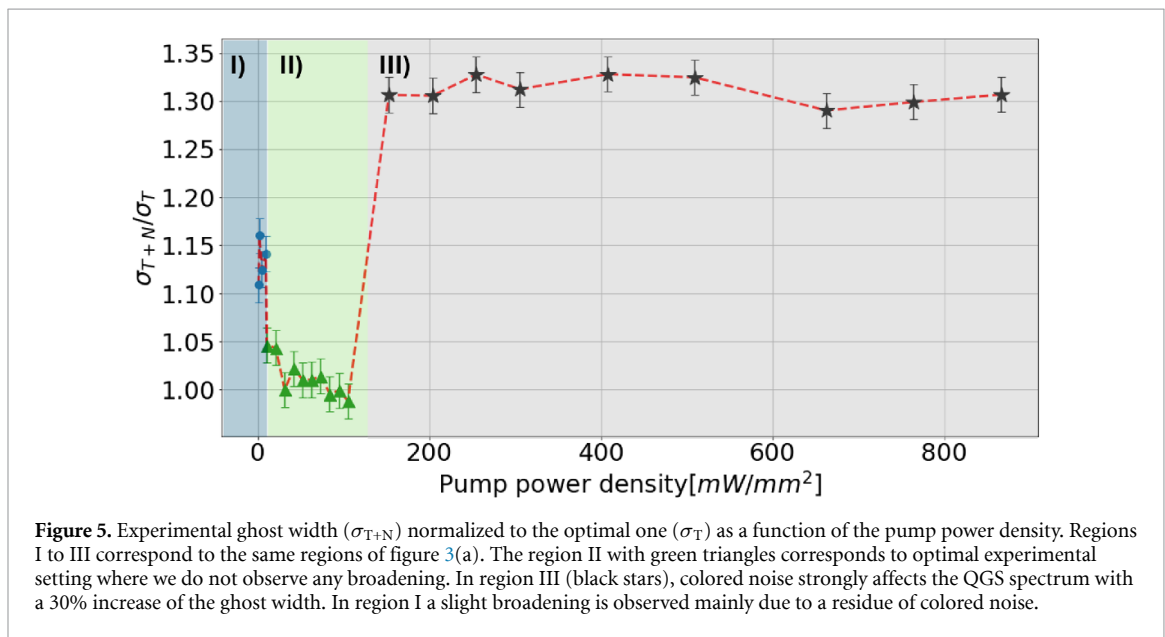 I) II) III)
1.35
1.30
1.25
1.20
1.15
1.10
1.05
1.00
σT+N/σT
0 200 400 600 800
Pump power density[mW/mm²]
Figure 5. Experimental ghost width (σT+N) normalized to the optimal one (σT) as a function of the pump power density. Regions
I to III correspond to the same regions of figure 3(a). The region II with green triangles corresponds to optimal experimental
setting where we do not observe any broadening. In region III (black stars), colored noise strongly affects the QGS spectrum with
a 30% increase of the ghost width. In region I a slight broadening is observed mainly due to a residue of colored noise.